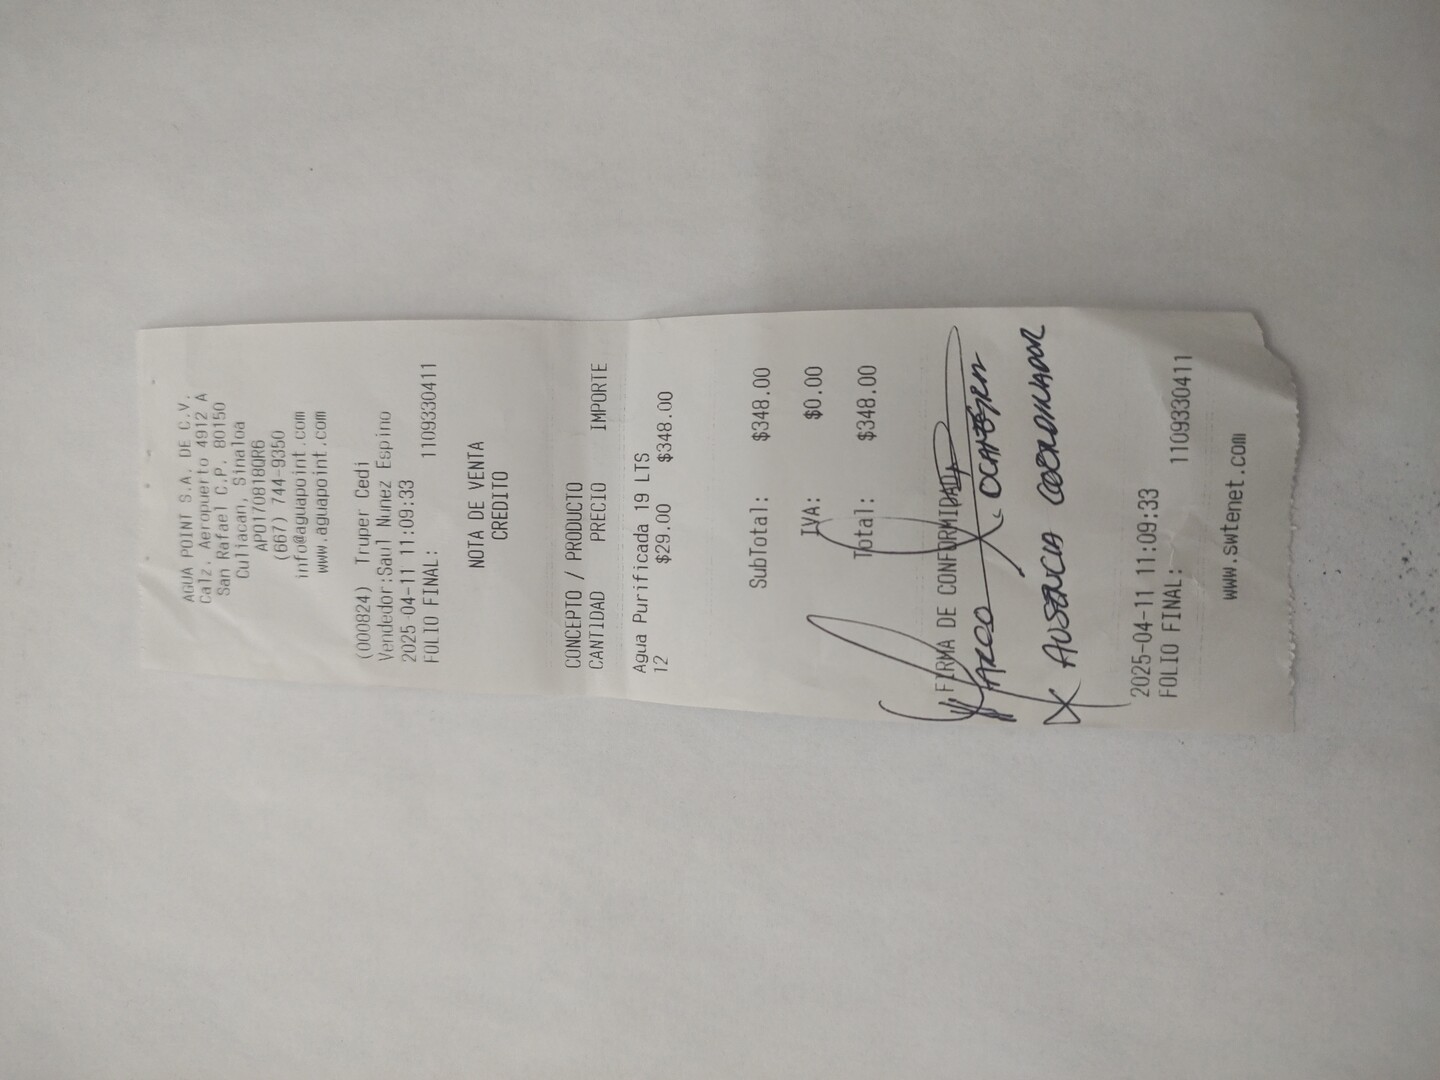 AGUA POINT S.A. DE C.V.
Calz. Aeropuerto 4912 A
San Rafael C.P. 80150
Culiacan, Sinaloa
APO170818QR6
(667) 744-9350
info@aguapoint.com
www.aguapoint.com
(000824) Truper Cedi
Vendedor:Saul Nunez Espino
2025-04-11 11:09:33
FOLIO FINAL: 1109330411
NOTA DE VENTA
CREDITO
CONCEPTO / PRODUCTO
CANTIDAD PRECIO IMPORTE
Agua Purificada 19 LTS
12 $29.00 $348.00
SubTotal: $348.00
IVA: $0.00
Total: $348.00
FIRMA DE CONFORMIDAD
AUSENCIA COORDINADOR
2025-04-11 11:09:33
FOLIO FINAL: 1109330411
www.swtenet.com